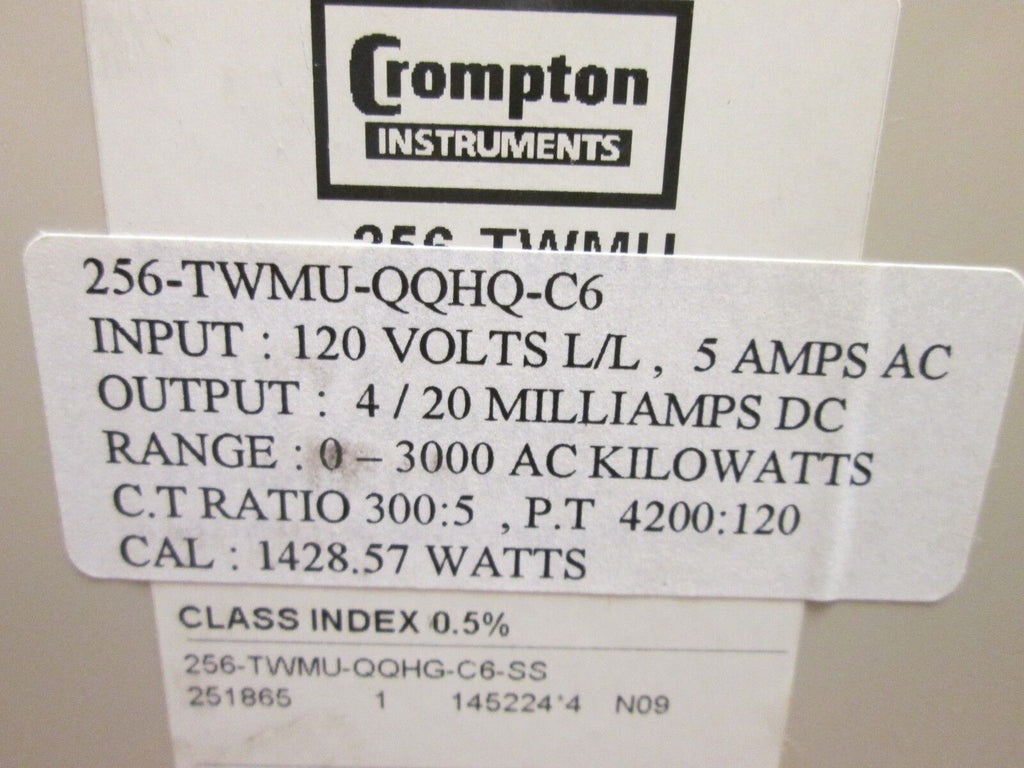 Crompton
INSTRUMENTS
256-TWMU
256-TWMU-QQHQ-C6
INPUT : 120 VOLTS L/L , 5 AMPS AC
OUTPUT : 4 / 20 MILLIAMPS DC
RANGE : 0 – 3000 AC KILOWATTS
C.T RATIO 300:5 , P.T 4200:120
CAL : 1428.57 WATTS
CLASS INDEX 0.5%
256-TWMU-QQHG-C6-SS
251865 1 145224*4 N09